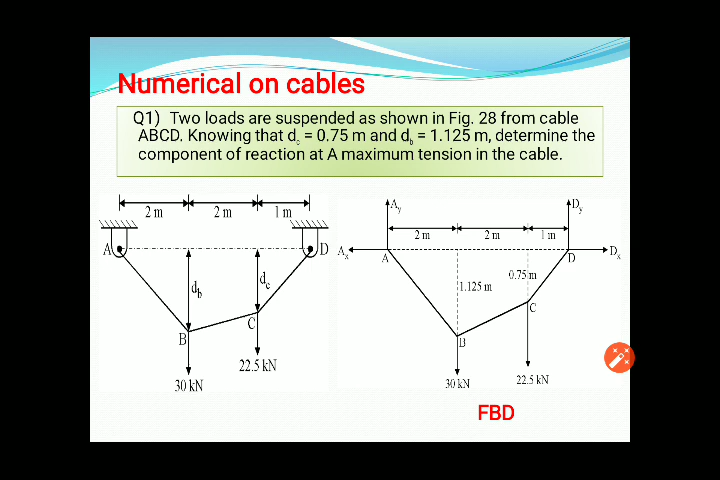 Numerical on cables
Q1) Two loads are suspended as shown in Fig. 28 from cable
ABCD. Knowing that dc = 0.75 m and db = 1.125 m, determine the
component of reaction at A maximum tension in the cable.
2 m 2 m 1 m
A D
db
dc
B
C
22.5 kN
30 kN
Ay Dy
2 m 2 m 1 m
Ax Dx
A D
0.75 m
1.125 m
C
B
30 kN 22.5 kN
FBD